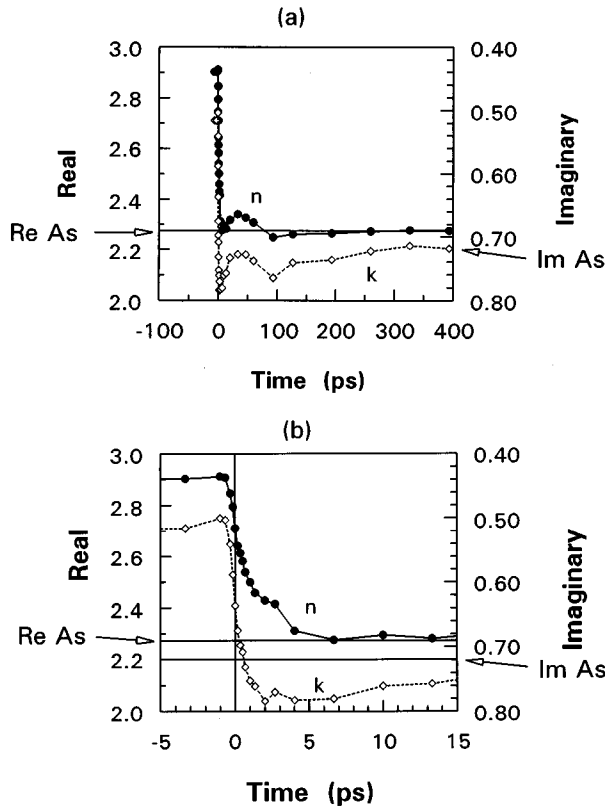 (a)
3.0
2.8
2.6
2.4
2.2
2.0
Real
Re As
0.40
0.50
0.60
0.70
0.80
Imaginary
Im As
n
k
-100
0
100
200
300
400
Time (ps)
(b)
3.0
2.8
2.6
2.4
2.2
2.0
Real
Re As
0.40
0.50
0.60
0.70
0.80
Imaginary
Im As
n
k
-5
0
5
10
15
Time (ps)